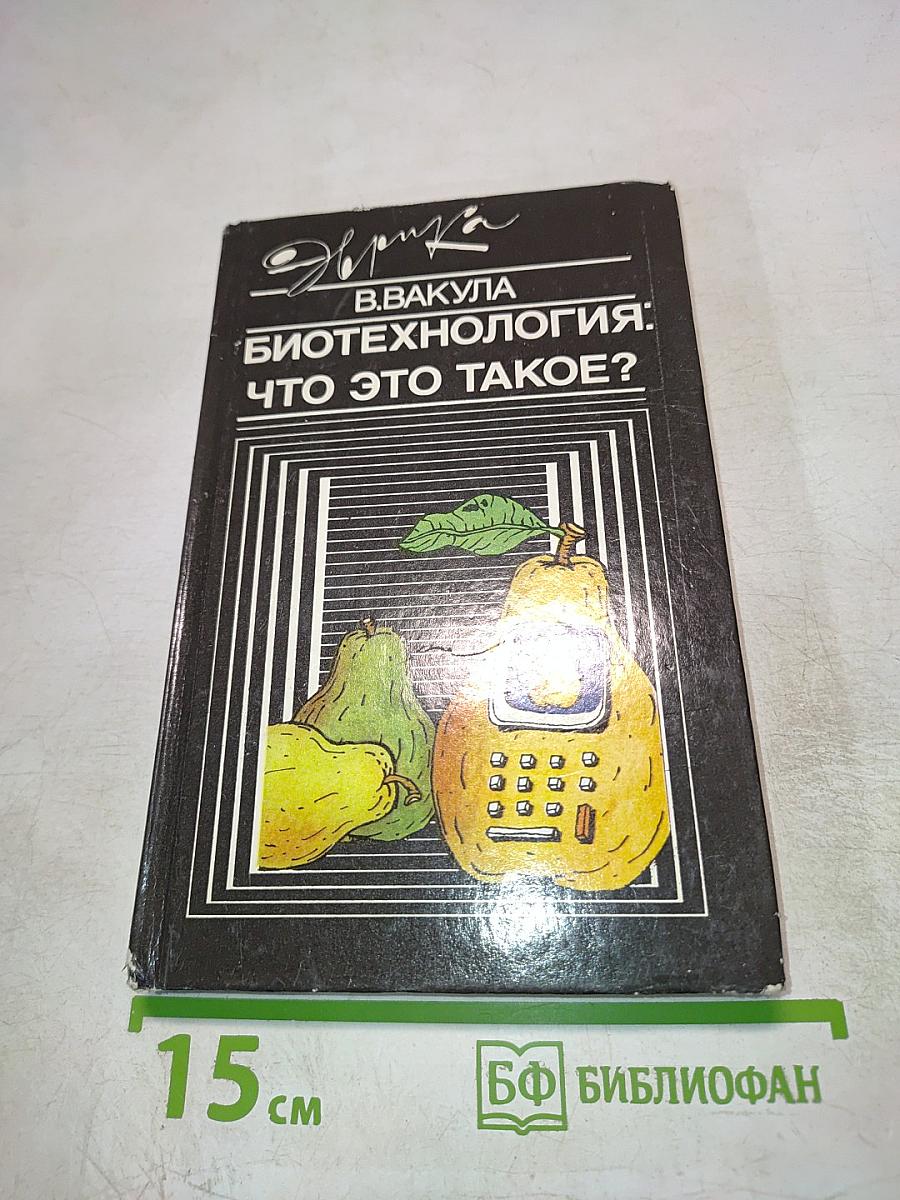 Эврика
В.ВАКУЛА
БИОТЕХНОЛОГИЯ:
ЧТО ЭТО ТАКОЕ?
15 см
БФ БИБЛИОФАН